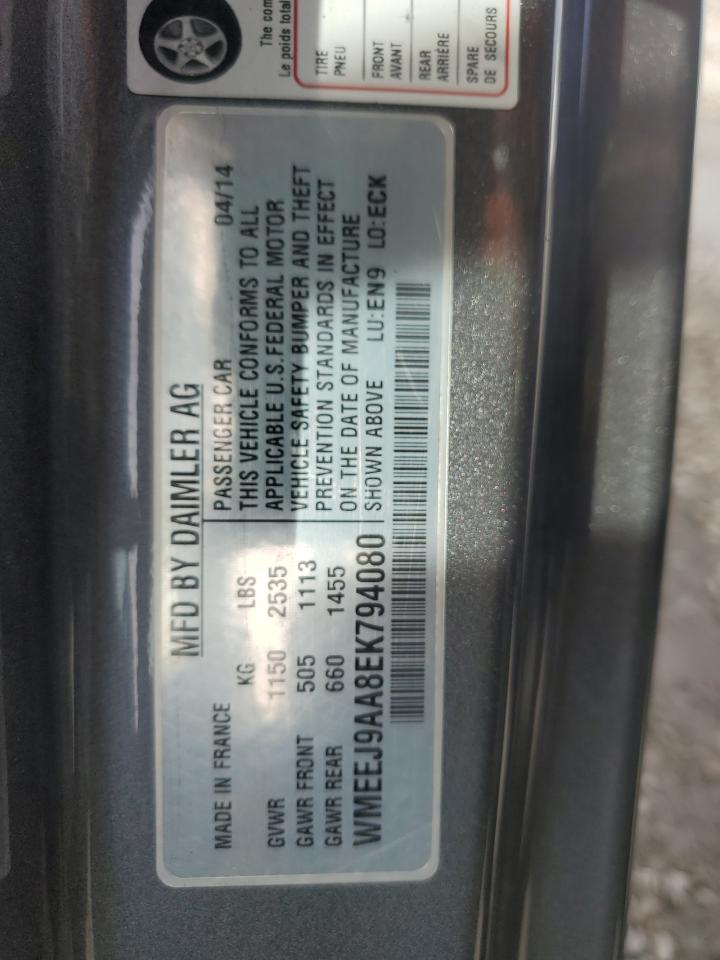 The com
Le poids total
TIRE
PNEU
FRONT
AVANT
REAR
ARRIÈRE
SPARE
DE SECOURS
MFD BY DAIMLER AG
MADE IN FRANCE
KG LBS
GVWR 1150 2535
GAWR FRONT 505 1113
GAWR REAR 660 1455
PASSENGER CAR 04/14
THIS VEHICLE CONFORMS TO ALL
APPLICABLE U.S.FEDERAL MOTOR
VEHICLE SAFETY BUMPER AND THEFT
PREVENTION STANDARDS IN EFFECT
ON THE DATE OF MANUFACTURE
SHOWN ABOVE LU:EN9 LO:ECK
WMEEJ9AA8EK794080